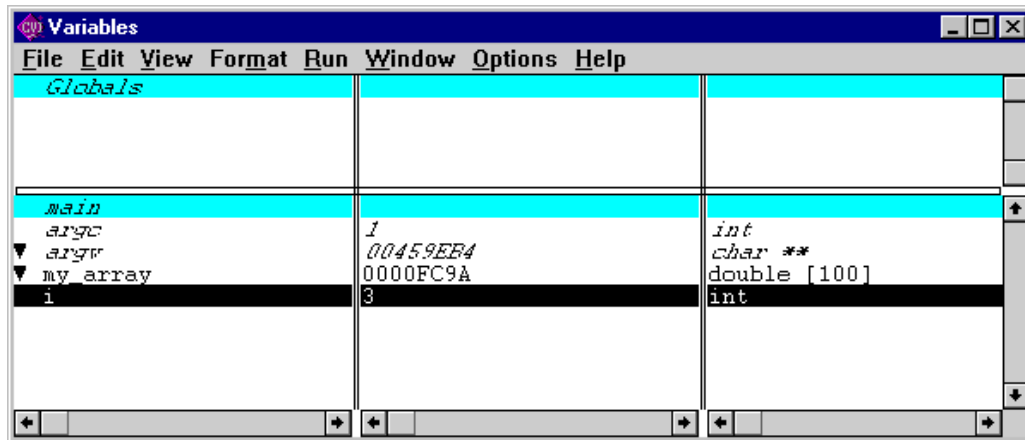 CVI Variables
File Edit View Format Run Window Options Help
Globals
main
argc 1 int
argv 00459EB4 char **
my_array 0000FC9A double [100]
i 3 int